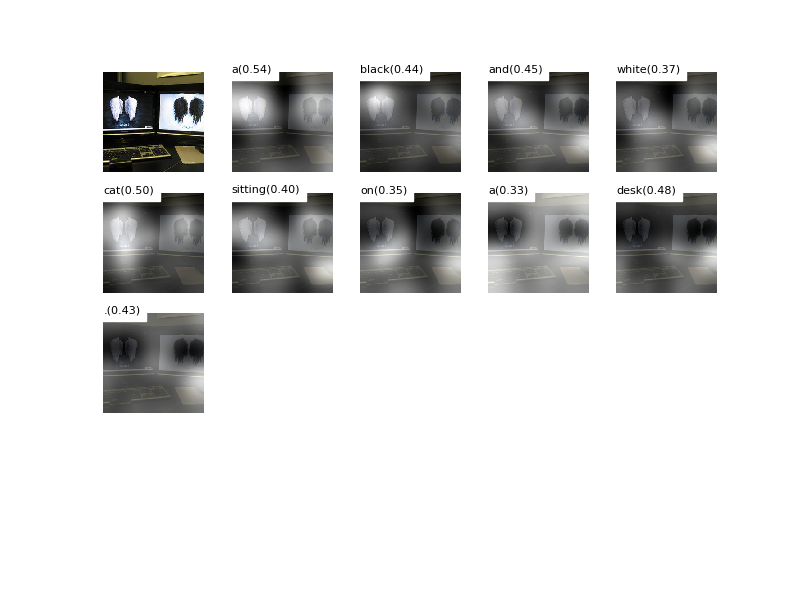 a(0.54) black(0.44) and(0.45) white(0.37)
cat(0.50) sitting(0.40) on(0.35) a(0.33) desk(0.48)
.(0.43)